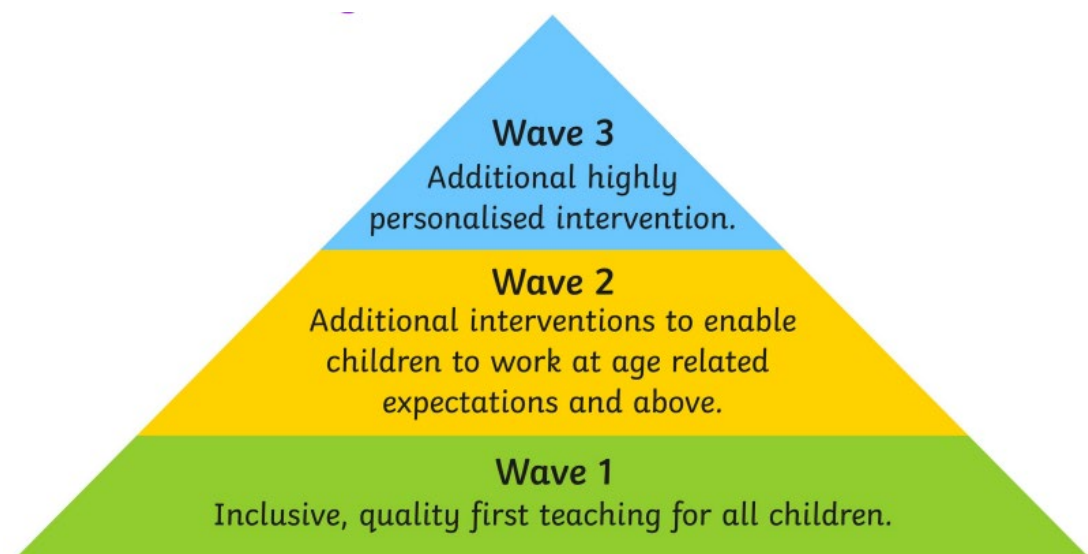 Wave 3
Additional highly
personalised intervention.
Wave 2
Additional interventions to enable
children to work at age related
expectations and above.
Wave 1
Inclusive, quality first teaching for all children.